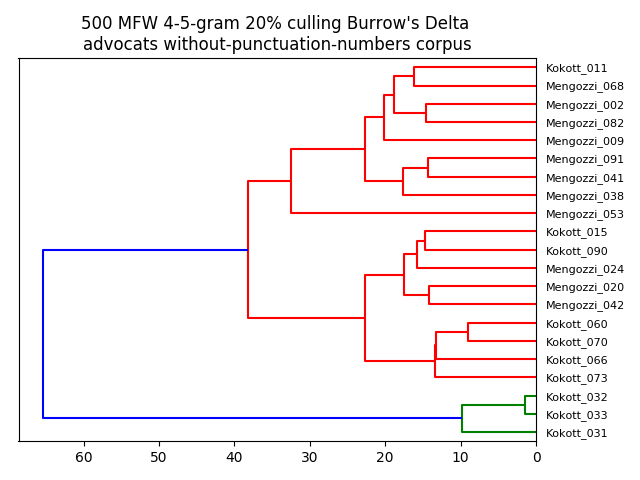 500 MFW 4-5-gram 20% culling Burrow's Delta
advocats without-punctuation-numbers corpus
Kokott_011
Mengozzi_068
Mengozzi_002
Mengozzi_082
Mengozzi_009
Mengozzi_091
Mengozzi_041
Mengozzi_038
Mengozzi_053
Kokott_015
Kokott_090
Mengozzi_024
Mengozzi_020
Mengozzi_042
Kokott_060
Kokott_070
Kokott_066
Kokott_073
Kokott_032
Kokott_033
Kokott_031
60 50 40 30 20 10 0